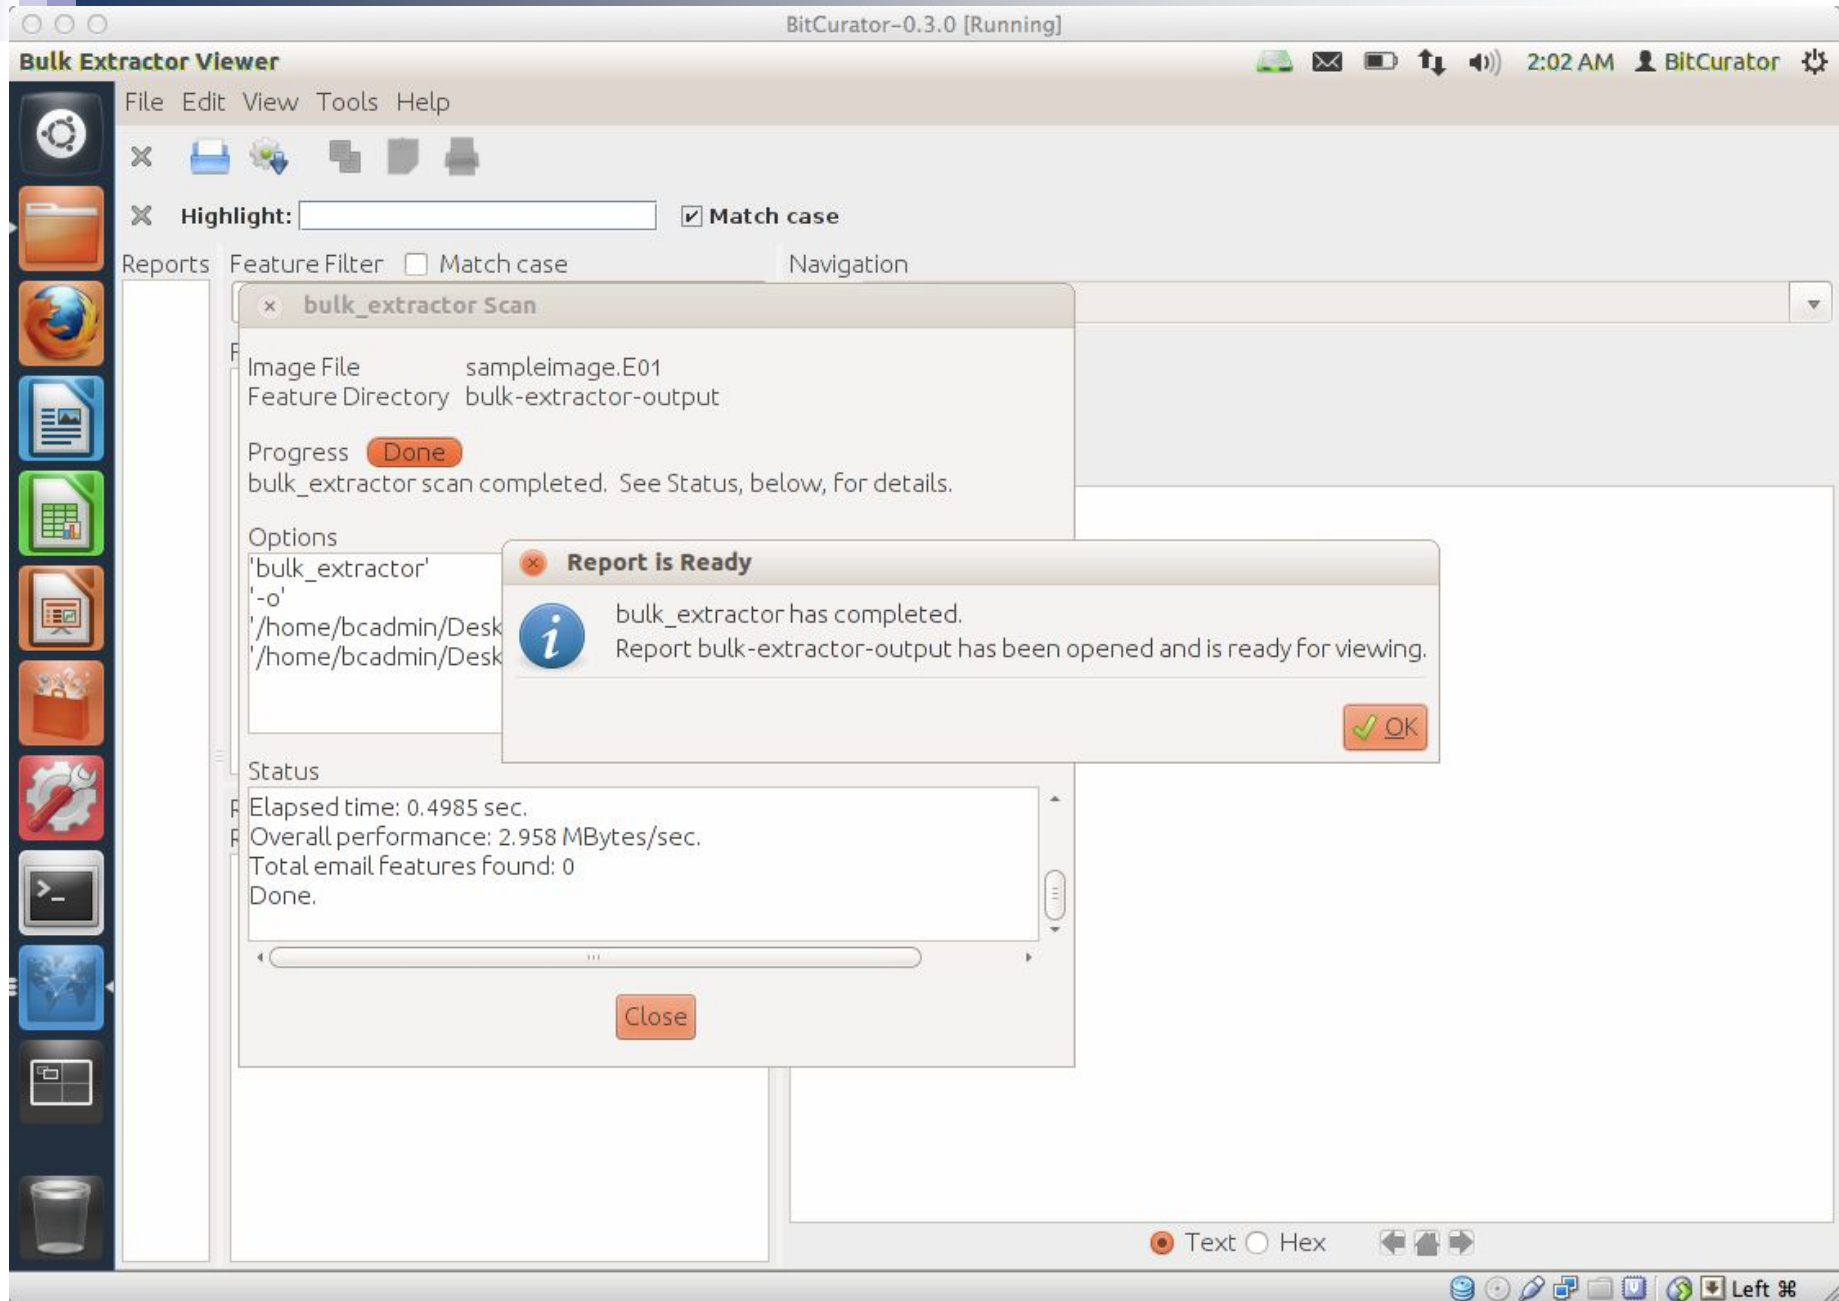 BitCurator-0.3.0 [Running]
Bulk Extractor Viewer
2:02 AM BitCurator
File Edit View Tools Help
Highlight: Match case
Reports Feature Filter Match case Navigation
bulk_extractor Scan
Image File sampleimage.E01
Feature Directory bulk-extractor-output
Progress Done
bulk_extractor scan completed. See Status, below, for details.
Options
'bulk_extractor'
'-o'
'/home/bcadmin/Desk
'/home/bcadmin/Desk
Report is Ready
bulk_extractor has completed.
Report bulk-extractor-output has been opened and is ready for viewing.
OK
Status
Elapsed time: 0.4985 sec.
Overall performance: 2.958 MBytes/sec.
Total email features found: 0
Done.
Close
Text Hex
Left ⌘